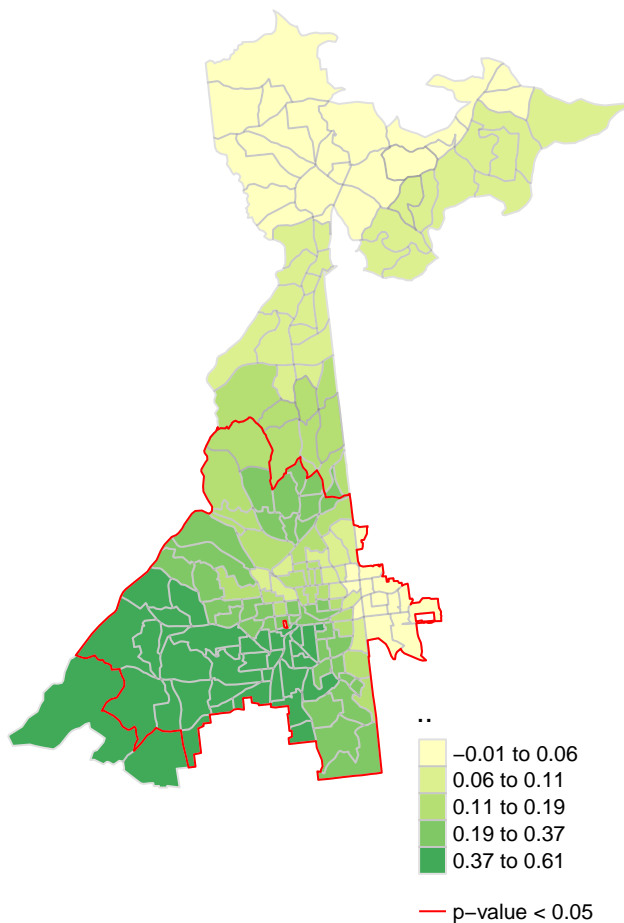 ..
−0.01 to 0.06
0.06 to 0.11
0.11 to 0.19
0.19 to 0.37
0.37 to 0.61
p−value < 0.05